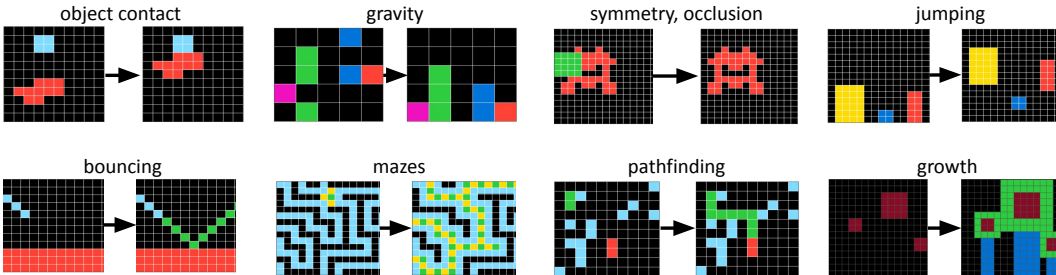 object contact
gravity
symmetry, occlusion
jumping
bouncing
mazes
pathfinding
growth